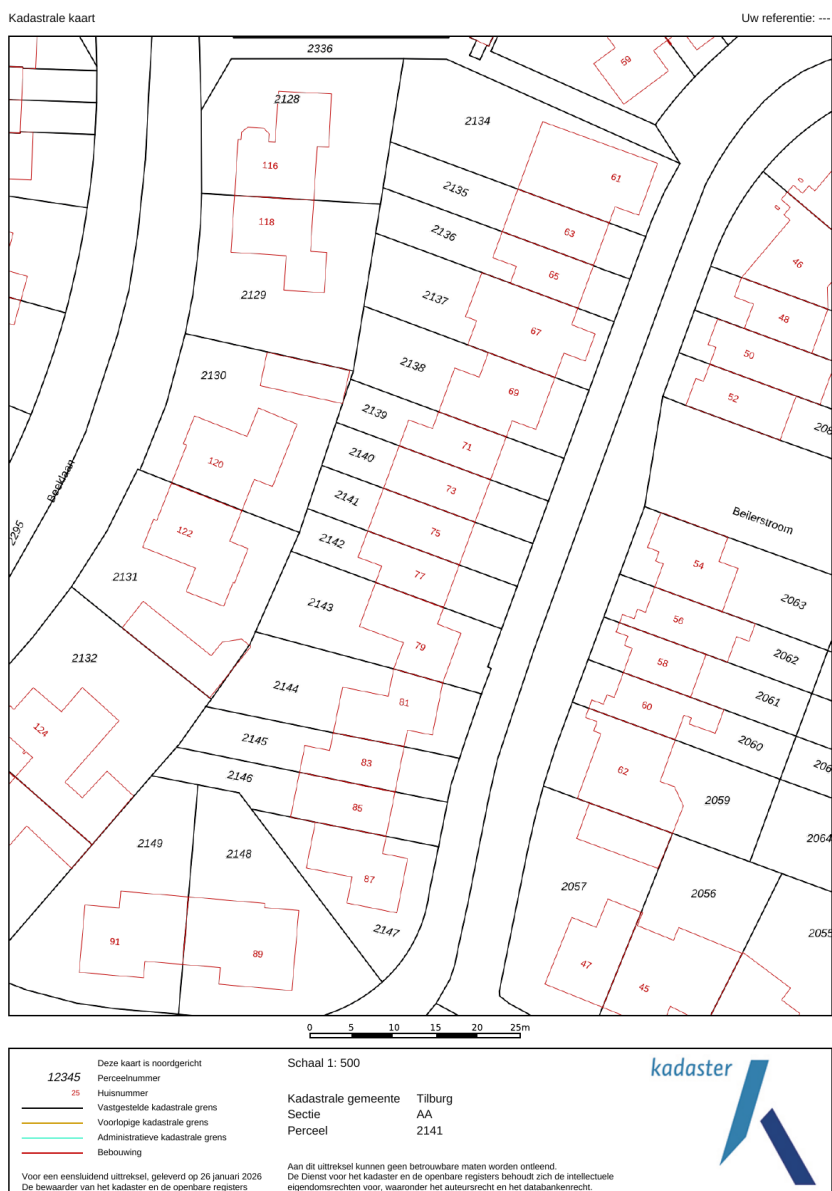 Kadastrale kaart
Uw referentie: ---
2336
59
2128
2134
116
61
2135
118
63
2136
46
65
2129
2137
48
67
2138
50
2130
69
52
2139
71
2140
120
73
2141
Beeklaan
Beilerstroom
2295
122
75
2142
54
77
2131
2143
2063
56
79
2132
2062
58
2144
2061
81
60
124
2145
2060
83
2146
62
2059
85
2149
2064
2148
87
2057
2056
2147
2055
91
89
47
45
0 5 10 15 20 25m
Deze kaart is noordgericht
12345 Perceelnummer
25 Huisnummer
Vastgestelde kadastrale grens
Voorlopige kadastrale grens
Administratieve kadastrale grens
Bebouwing
Voor een eensluidend uittreksel, geleverd op 26 januari 2026
De bewaarder van het kadaster en de openbare registers
Schaal 1: 500
Kadastrale gemeente Tilburg
Sectie AA
Perceel 2141
Aan dit uittreksel kunnen geen betrouwbare maten worden ontleend.
De Dienst voor het kadaster en de openbare registers behoudt zich de intellectuele
eigendomsrechten voor, waaronder het auteursrecht en het databankenrecht.
kadaster